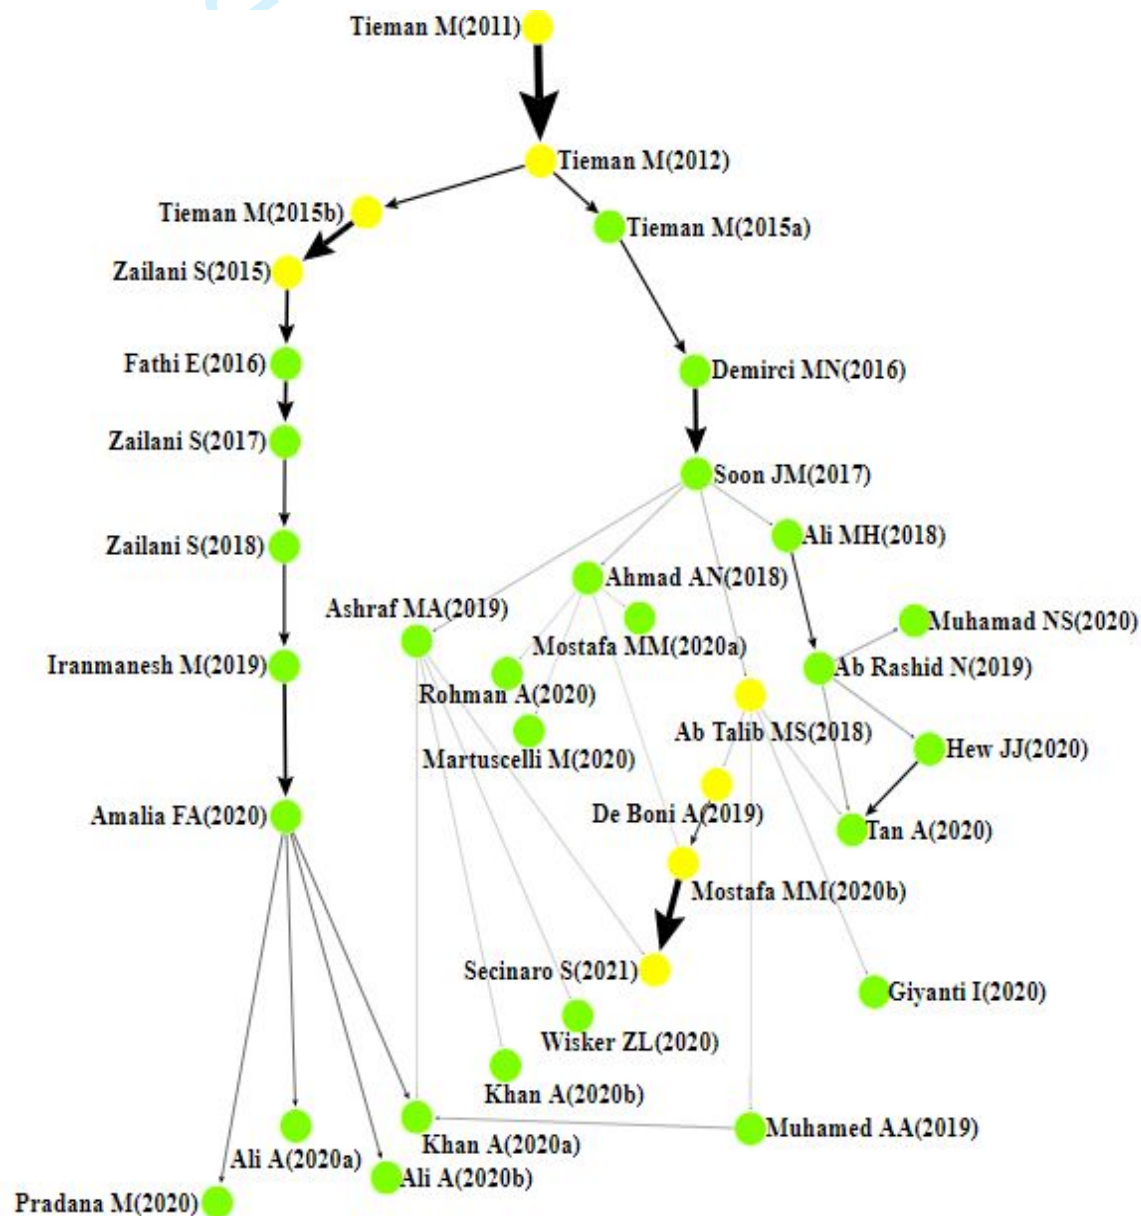 Tieman M(2011)
Tieman M(2012)
Tieman M(2015b)
Tieman M(2015a)
Zailani S(2015)
Fathi E(2016)
Demirci MN(2016)
Zailani S(2017)
Soon JM(2017)
Zailani S(2018)
Ali MH(2018)
Ahmad AN(2018)
Ashraf MA(2019)
Muhamad NS(2020)
Mostafa MM(2020a)
Iranmanesh M(2019)
Ab Rashid N(2019)
Rohman A(2020)
Ab Talib MS(2018)
Martuscelli M(2020)
Hew JJ(2020)
De Boni A(2019)
Amalia FA(2020)
Tan A(2020)
Mostafa MM(2020b)
Secinaro S(2021)
Giyanti I(2020)
Wisker ZL(2020)
Khan A(2020b)
Muhamed AA(2019)
Khan A(2020a)
Ali A(2020a)
Ali A(2020b)
Pradana M(2020)